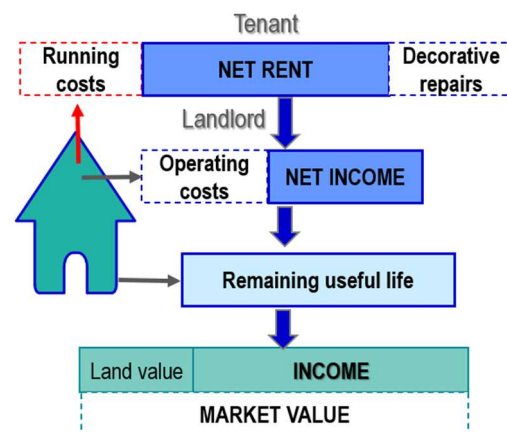 Tenant
Running
costs
NET RENT
Decorative
repairs
Landlord
Operating
costs
NET INCOME
Remaining useful life
Land value
INCOME
MARKET VALUE